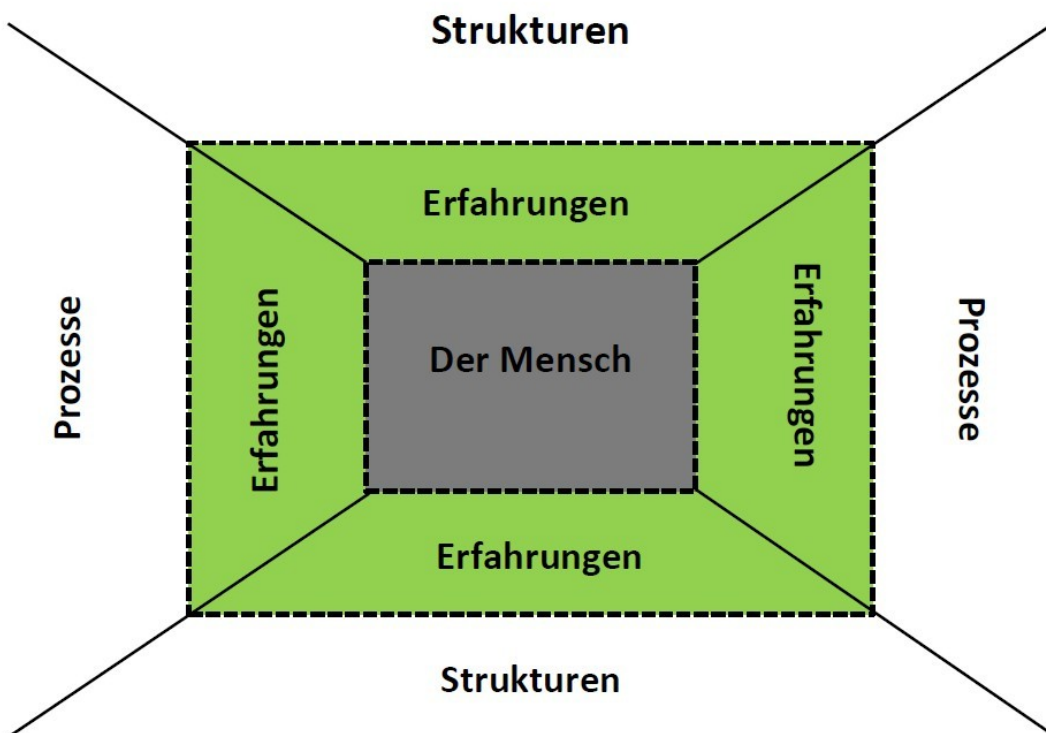 Strukturen
Erfahrungen
Prozesse
Erfahrungen
Der Mensch
Erfahrungen
Prozesse
Erfahrungen
Strukturen